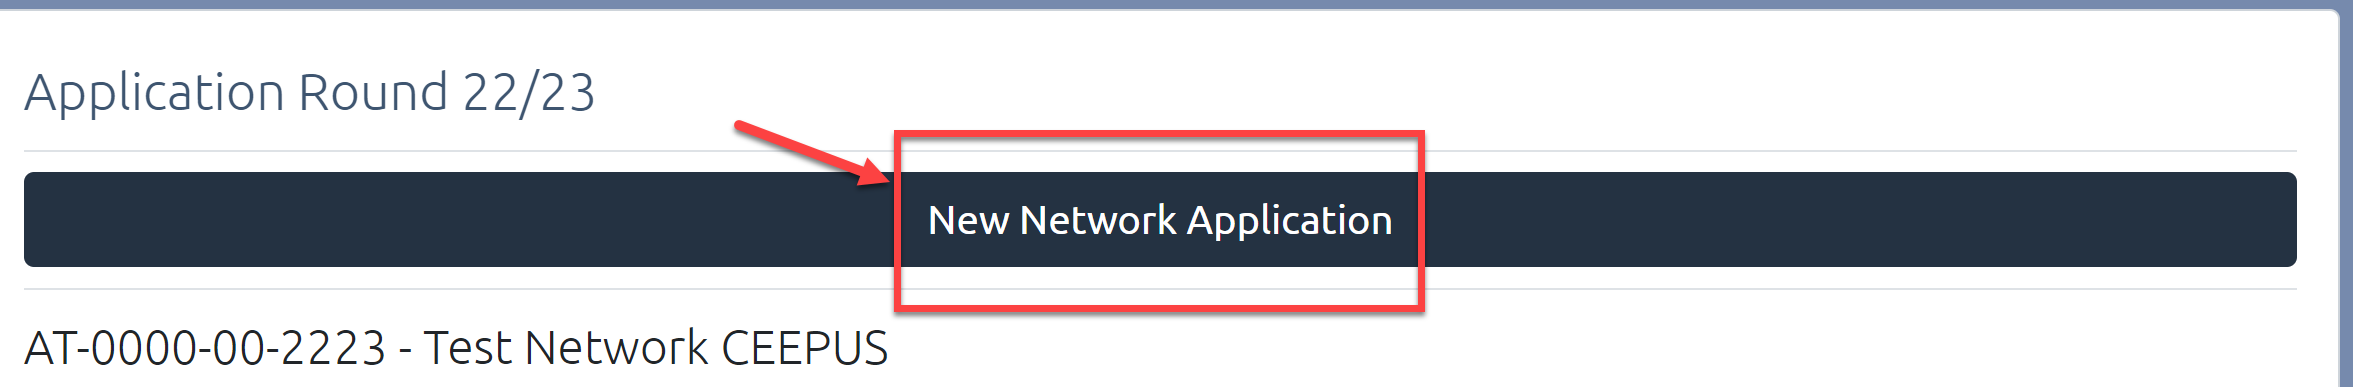 Application Round 22/23
New Network Application
AT-0000-00-2223 - Test Network CEEPUS